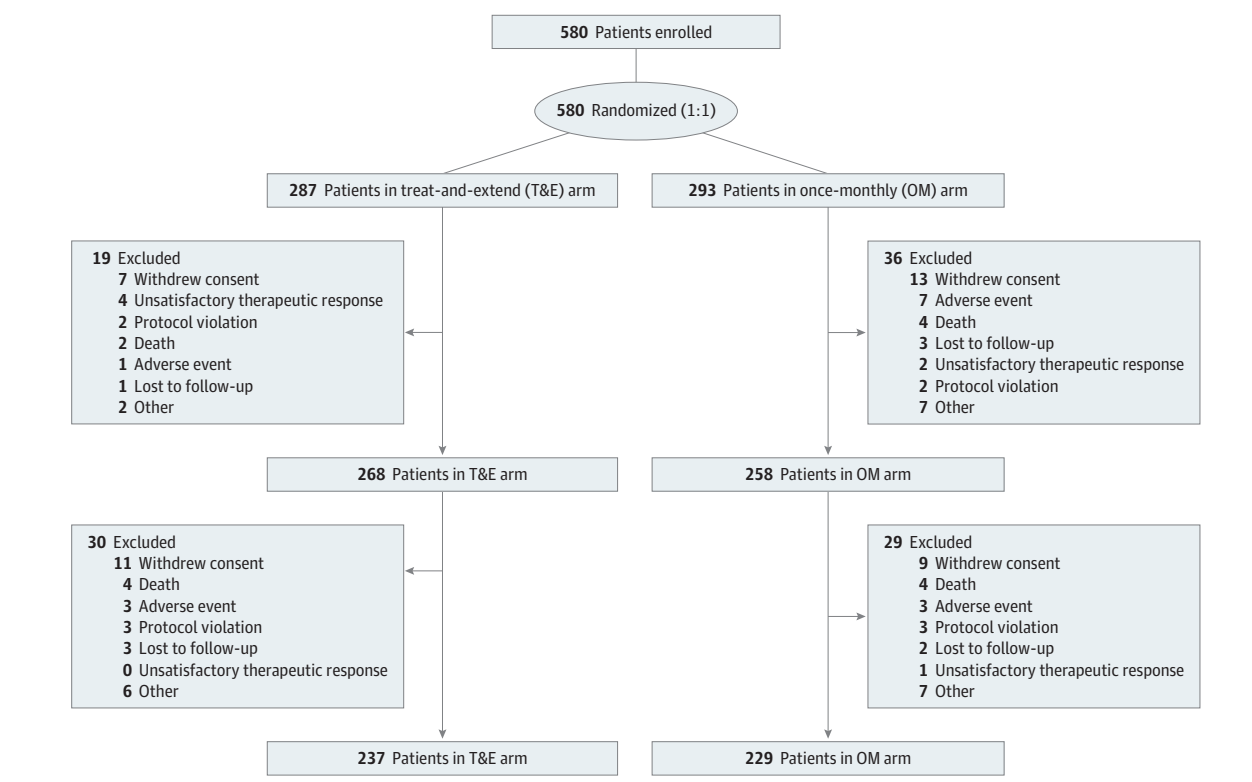 580 Patients enrolled
580 Randomized (1:1)
287 Patients in treat-and-extend (T&E) arm
293 Patients in once-monthly (OM) arm
19 Excluded
7 Withdrew consent
4 Unsatisfactory therapeutic response
2 Protocol violation
2 Death
1 Adverse event
1 Lost to follow-up
2 Other
36 Excluded
13 Withdrew consent
7 Adverse event
4 Death
3 Lost to follow-up
2 Unsatisfactory therapeutic response
2 Protocol violation
7 Other
268 Patients in T&E arm
258 Patients in OM arm
30 Excluded
11 Withdrew consent
4 Death
3 Adverse event
3 Protocol violation
3 Lost to follow-up
0 Unsatisfactory therapeutic response
6 Other
29 Excluded
9 Withdrew consent
4 Death
3 Adverse event
3 Protocol violation
2 Lost to follow-up
1 Unsatisfactory therapeutic response
7 Other
237 Patients in T&E arm
229 Patients in OM arm